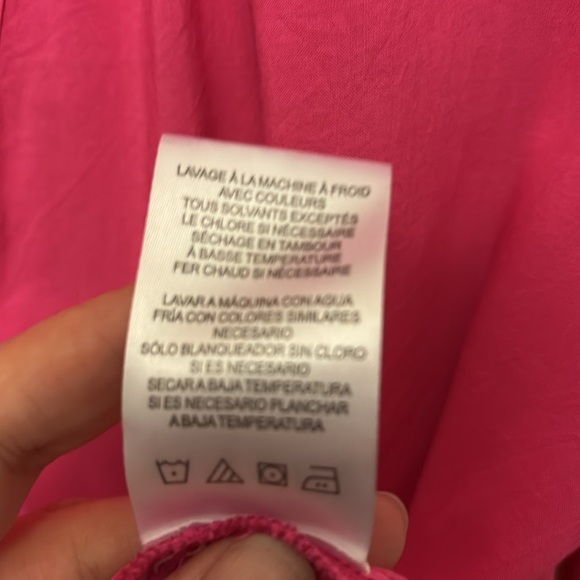 LAVAGE À LA MACHINE À FROID
AVEC COULEURS
TOUS SOLVANTS EXCEPTÉS
LE CHLORE SI NÉCESSAIRE
SÉCHAGE EN TAMBOUR
À BASSE TEMPERATURE
FER CHAUD SI NÉCESSAIRE
LAVAR A MÁQUINA CON AGUA
FRÍA CON COLORES SIMILARES
NECESARIO
SÓLO BLANQUEADOR SIN CLORO
SI ES NECESARIO
SECAR A BAJA TEMPERATURA
SI ES NECESARIO PLANCHAR
A BAJA TEMPERATURA